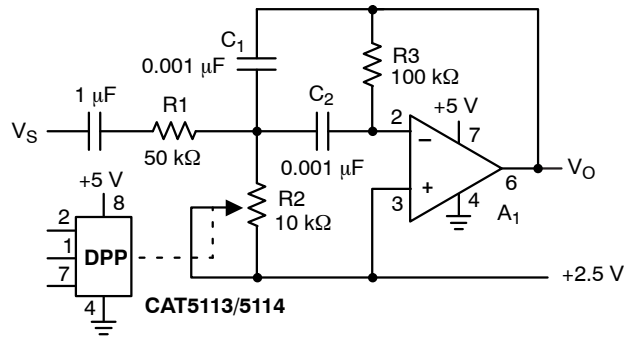 C1
0.001 μF
R3
100 kΩ
1 μF
R1
C2
+5 V
VS
50 kΩ
0.001 μF
2
7
–
+
3
4
6
VO
A1
+5 V
8
R2
10 kΩ
2
1
7
DPP
4
CAT5113/5114
+2.5 V